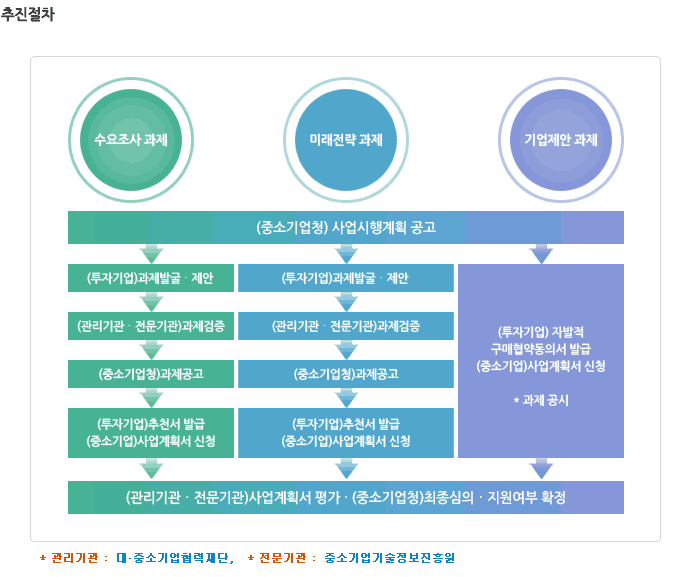 추진절차
수요조사 과제
미래전략 과제
기업제안 과제
(중소기업청) 사업시행계획 공고
(투자기업)과제발굴ㆍ제안
(투자기업)과제발굴ㆍ제안
(관리기관ㆍ전문기관)과제검증
(관리기관ㆍ전문기관)과제검증
(중소기업청)과제공고
(중소기업청)과제공고
(투자기업)추천서 발급
(중소기업)사업계획서 신청
(투자기업)추천서 발급
(중소기업)사업계획서 신청
(투자기업) 자발적
구매협약동의서 발급
(중소기업)사업계획서 신청
* 과제 공시
(관리기관ㆍ전문기관)사업계획서 평가ㆍ(중소기업청)최종심의ㆍ지원여부 확정
* 관리기관 : 대·중소기업협력재단, * 전문기관 : 중소기업기술정보진흥원